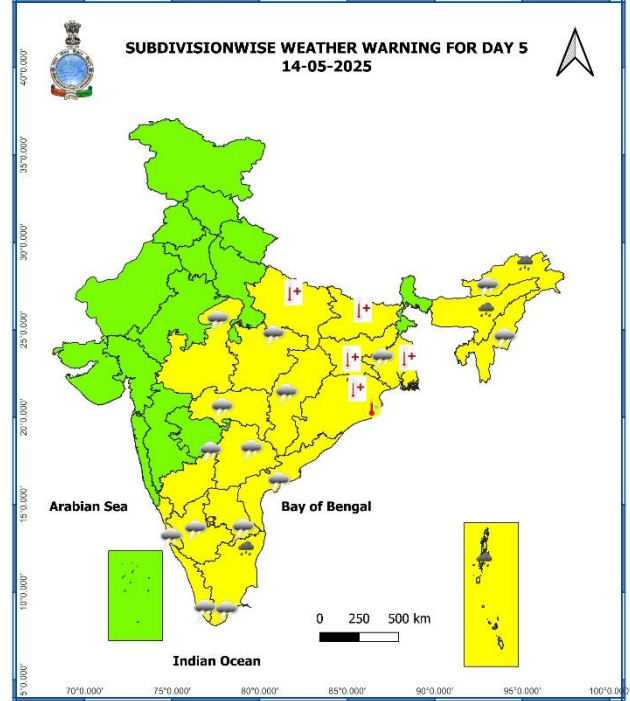 SUBDIVISIONWISE WEATHER WARNING FOR DAY 5
14-05-2025
40°0.000'
35°0.000'
30°0.000'
25°0.000'
20°0.000'
15°0.000'
10°0.000'
5°0.000'
Arabian Sea
Bay of Bengal
0 250 500 km
Indian Ocean
70°0.000' 75°0.000' 80°0.000' 85°0.000' 90°0.000' 95°0.000' 100°0.000'